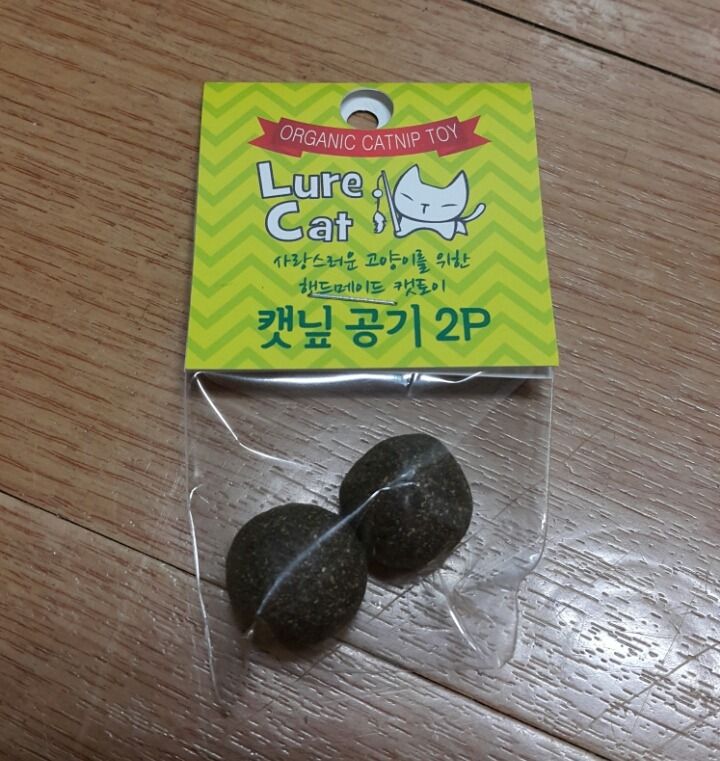 ORGANIC CATNIP TOY
Lure
Cat
사랑스러운 고양이를 위한
핸드메이드 캣토이
캣닢 공기 2P